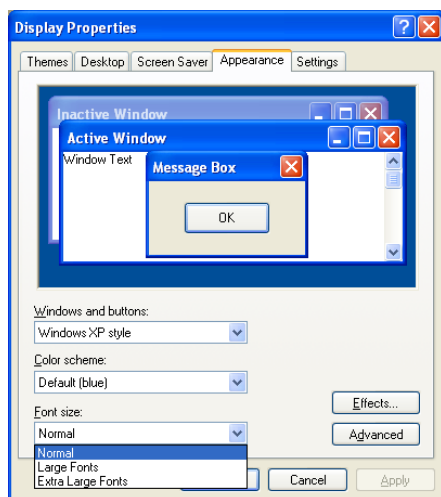 Display Properties
Themes
Desktop
Screen Saver
Appearance
Settings
Inactive Window
Active Window
Window Text
Message Box
OK
Windows and buttons:
Windows XP style
Color scheme:
Default (blue)
Font size:
Effects...
Normal
Advanced
Normal
Large Fonts
Extra Large Fonts
Cancel
Apply